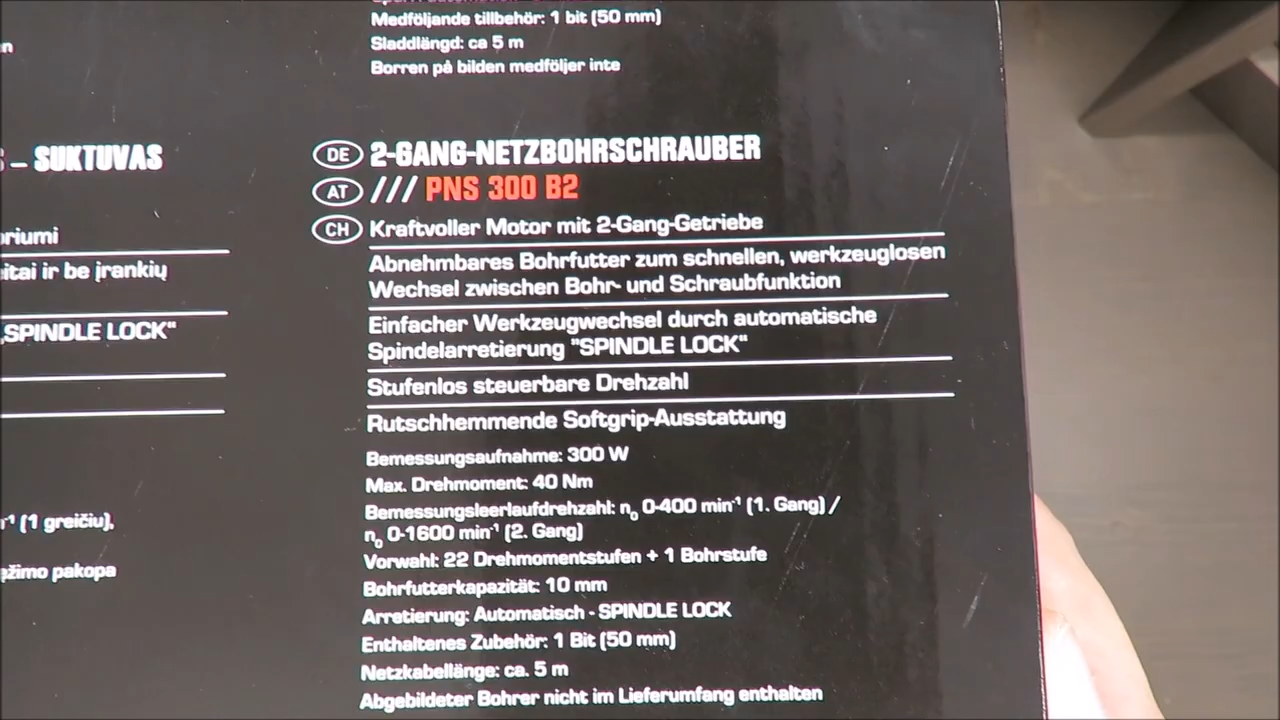 Medföljande tillbehör: 1 bit (50 mm)
Sladdlängd: ca 5 m
Borren på bilden medföljer inte
– SUKTUVAS
eitai ir be įrankių
„SPINDLE LOCK"
(1 greičiu),
pakopa
DE 2-GANG-NETZBOHRSCHRAUBER
AT /// PNS 300 B2
CH Kraftvoller Motor mit 2-Gang-Getriebe
Abnehmbares Bohrfutter zum schnellen, werkzeuglosen
Wechsel zwischen Bohr- und Schraubfunktion
Einfacher Werkzeugwechsel durch automatische
Spindelarretierung "SPINDLE LOCK"
Stufenlos steuerbare Drehzahl
Rutschhemmende Softgrip-Ausstattung
Bemessungsaufnahme: 300 W
Max. Drehmoment: 40 Nm
Bemessungsleerlaufdrehzahl: n₀ 0-400 min⁻¹ (1. Gang) /
n₀ 0-1600 min⁻¹ (2. Gang)
Vorwahl: 22 Drehmomentstufen + 1 Bohrstufe
Bohrfutterkapazität: 10 mm
Arretierung: Automatisch - SPINDLE LOCK
Enthaltenes Zubehör: 1 Bit (50 mm)
Netzkabellänge: ca. 5 m
Abgebildeter Bohrer nicht im Lieferumfang enthalten